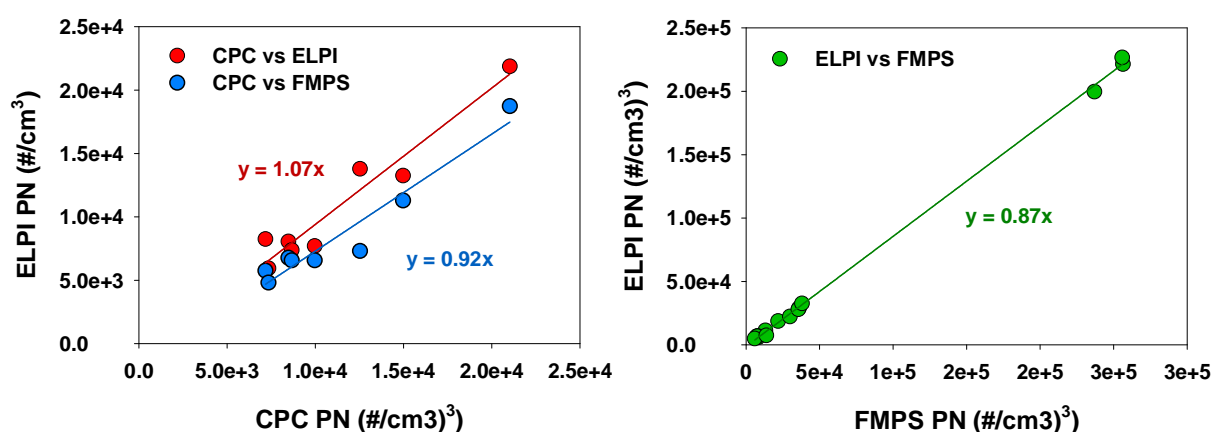 2.5e+4
2.0e+4
1.5e+4
1.0e+4
5.0e+3
0.0
ELPI PN (#/cm³)
CPC vs ELPI
CPC vs FMPS
y = 1.07x
y = 0.92x
0.0 5.0e+3 1.0e+4 1.5e+4 2.0e+4 2.5e+4
CPC PN (#/cm3)³
2.5e+5
2.0e+5
1.5e+5
1.0e+5
5.0e+4
0.0
ELPI PN (#/cm3)³
ELPI vs FMPS
y = 0.87x
0 5e+4 1e+5 2e+5 2e+5 3e+5 3e+5
FMPS PN (#/cm3)³